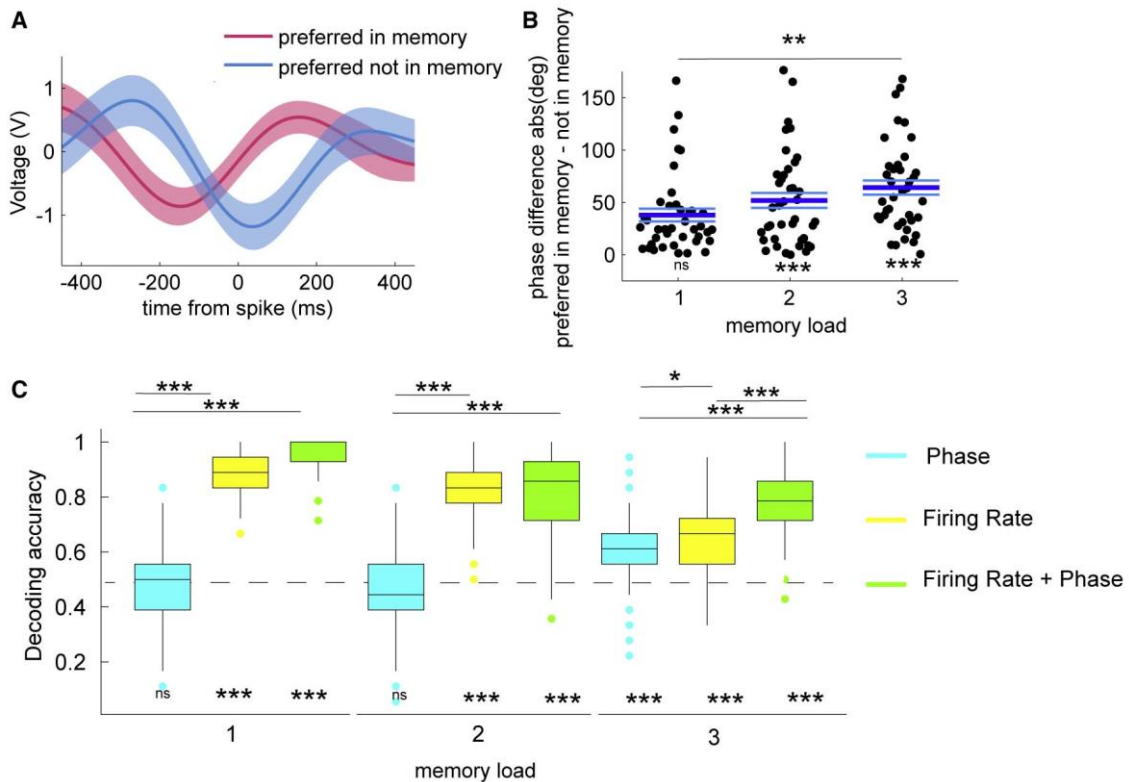 A
preferred in memory
preferred not in memory
Voltage (V)
1
0
-1
-400
-200
0
200
400
time from spike (ms)
B
**
phase difference abs(deg)
preferred in memory - not in memory
150
100
50
0
ns
***
***
1
2
3
memory load
C
***
***
***
***
*
***
***
Decoding accuracy
1
0.8
0.6
0.4
0.2
ns
***
***
ns
***
***
***
***
***
1
2
3
memory load
Phase
Firing Rate
Firing Rate + Phase